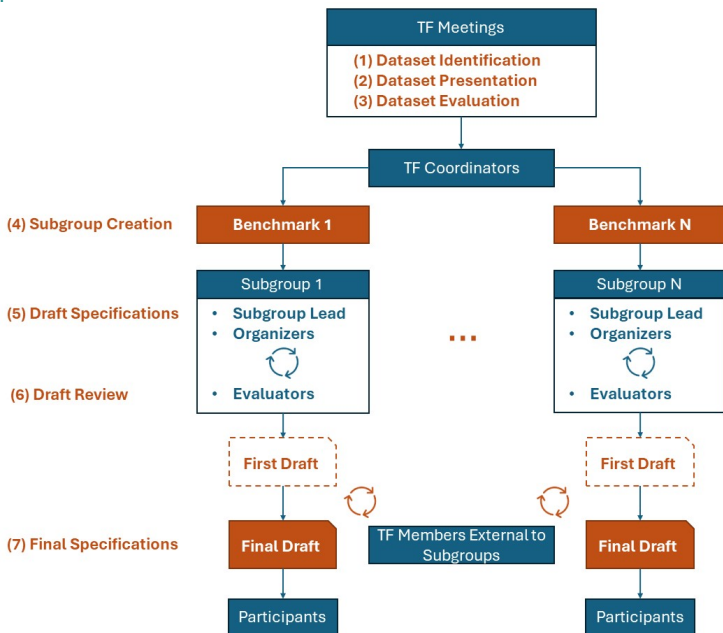 TF Meetings
(1) Dataset Identification
(2) Dataset Presentation
(3) Dataset Evaluation
TF Coordinators
(4) Subgroup Creation
Benchmark 1
Benchmark N
Subgroup 1
Subgroup N
(5) Draft Specifications
• Subgroup Lead
• Organizers
...
• Subgroup Lead
• Organizers
(6) Draft Review
• Evaluators
• Evaluators
First Draft
First Draft
(7) Final Specifications
Final Draft
TF Members External to
Subgroups
Final Draft
Participants
Participants